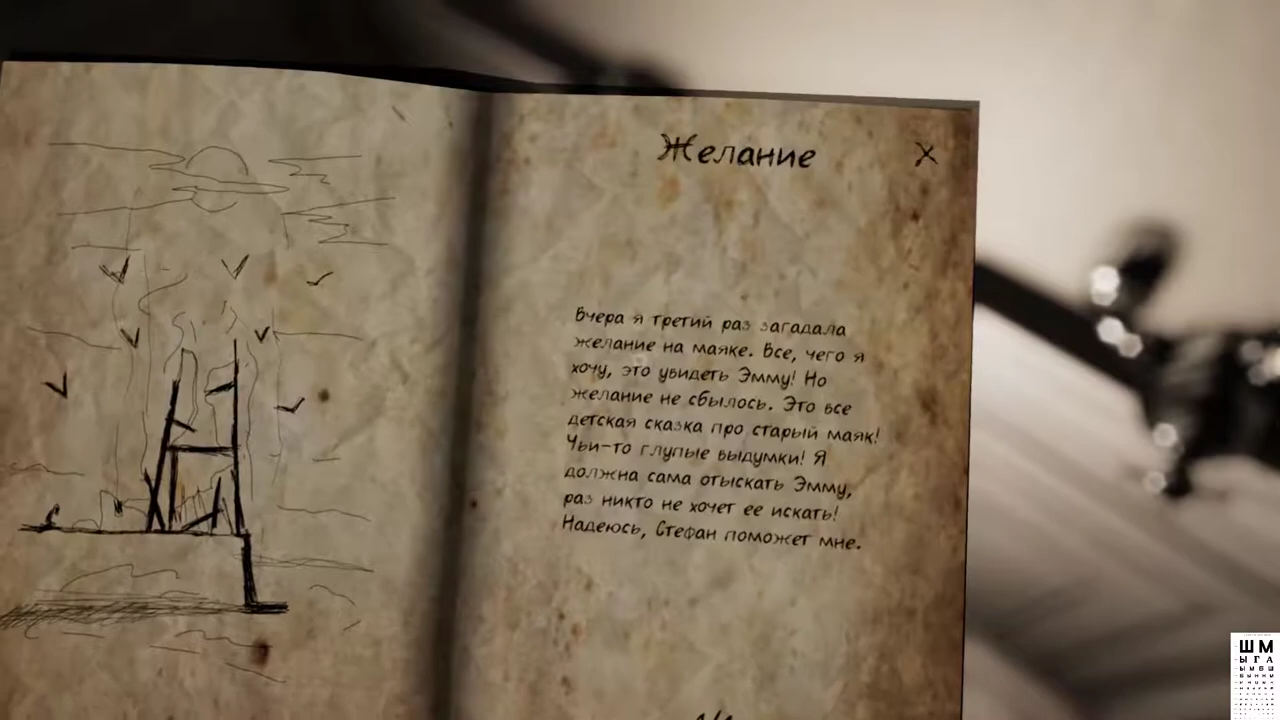 Желание
X
Вчера я третий раз загадала
желание на маяке. Все, чего я
хочу, это увидеть Эмму! Но
желание не сбылось. Это все
детская сказка про старый маяк!
Чьи-то глупые выдумки! Я
должна сама отыскать Эмму,
раз никто не хочет ее искать!
Надеюсь, Стефан поможет мне.
Ш М
Ы Г А